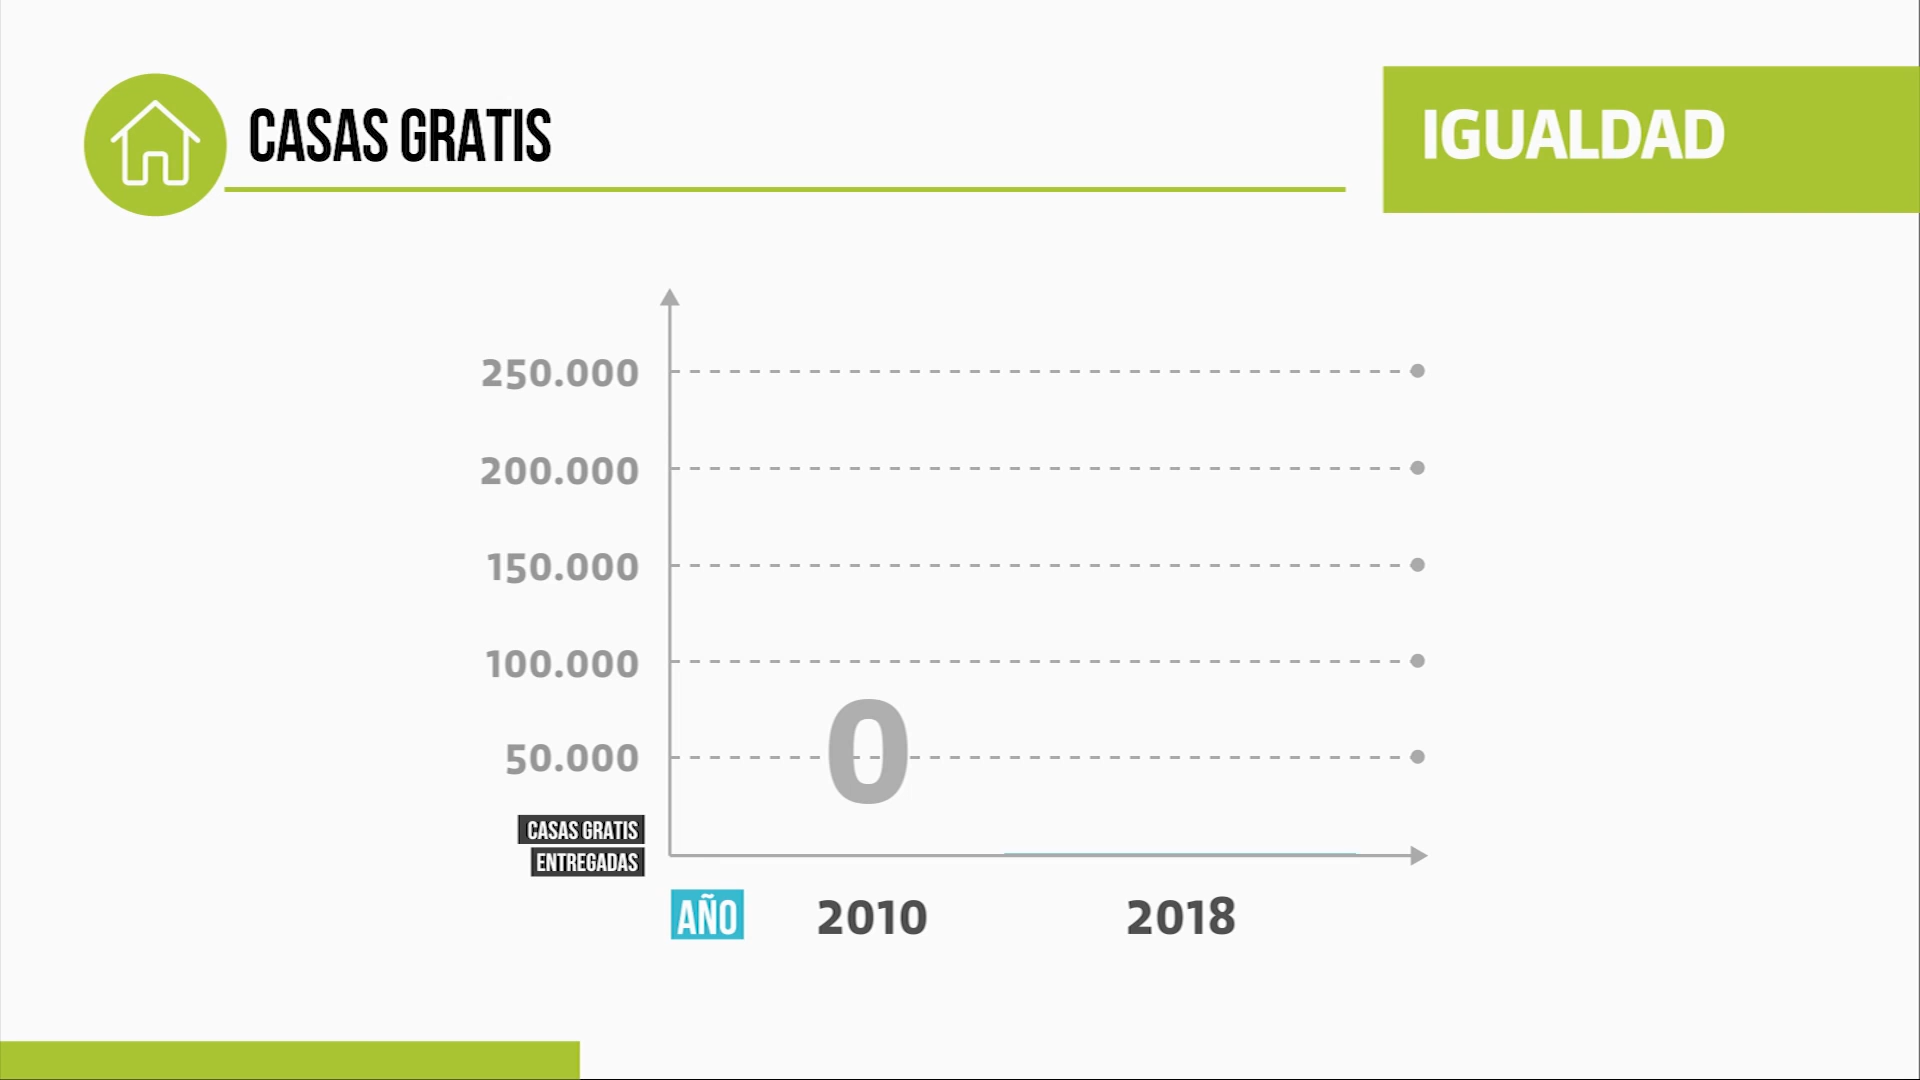 CASAS GRATIS
IGUALDAD
250.000
200.000
150.000
100.000
50.000
0
CASAS GRATIS
ENTREGADAS
AÑO
2010
2018